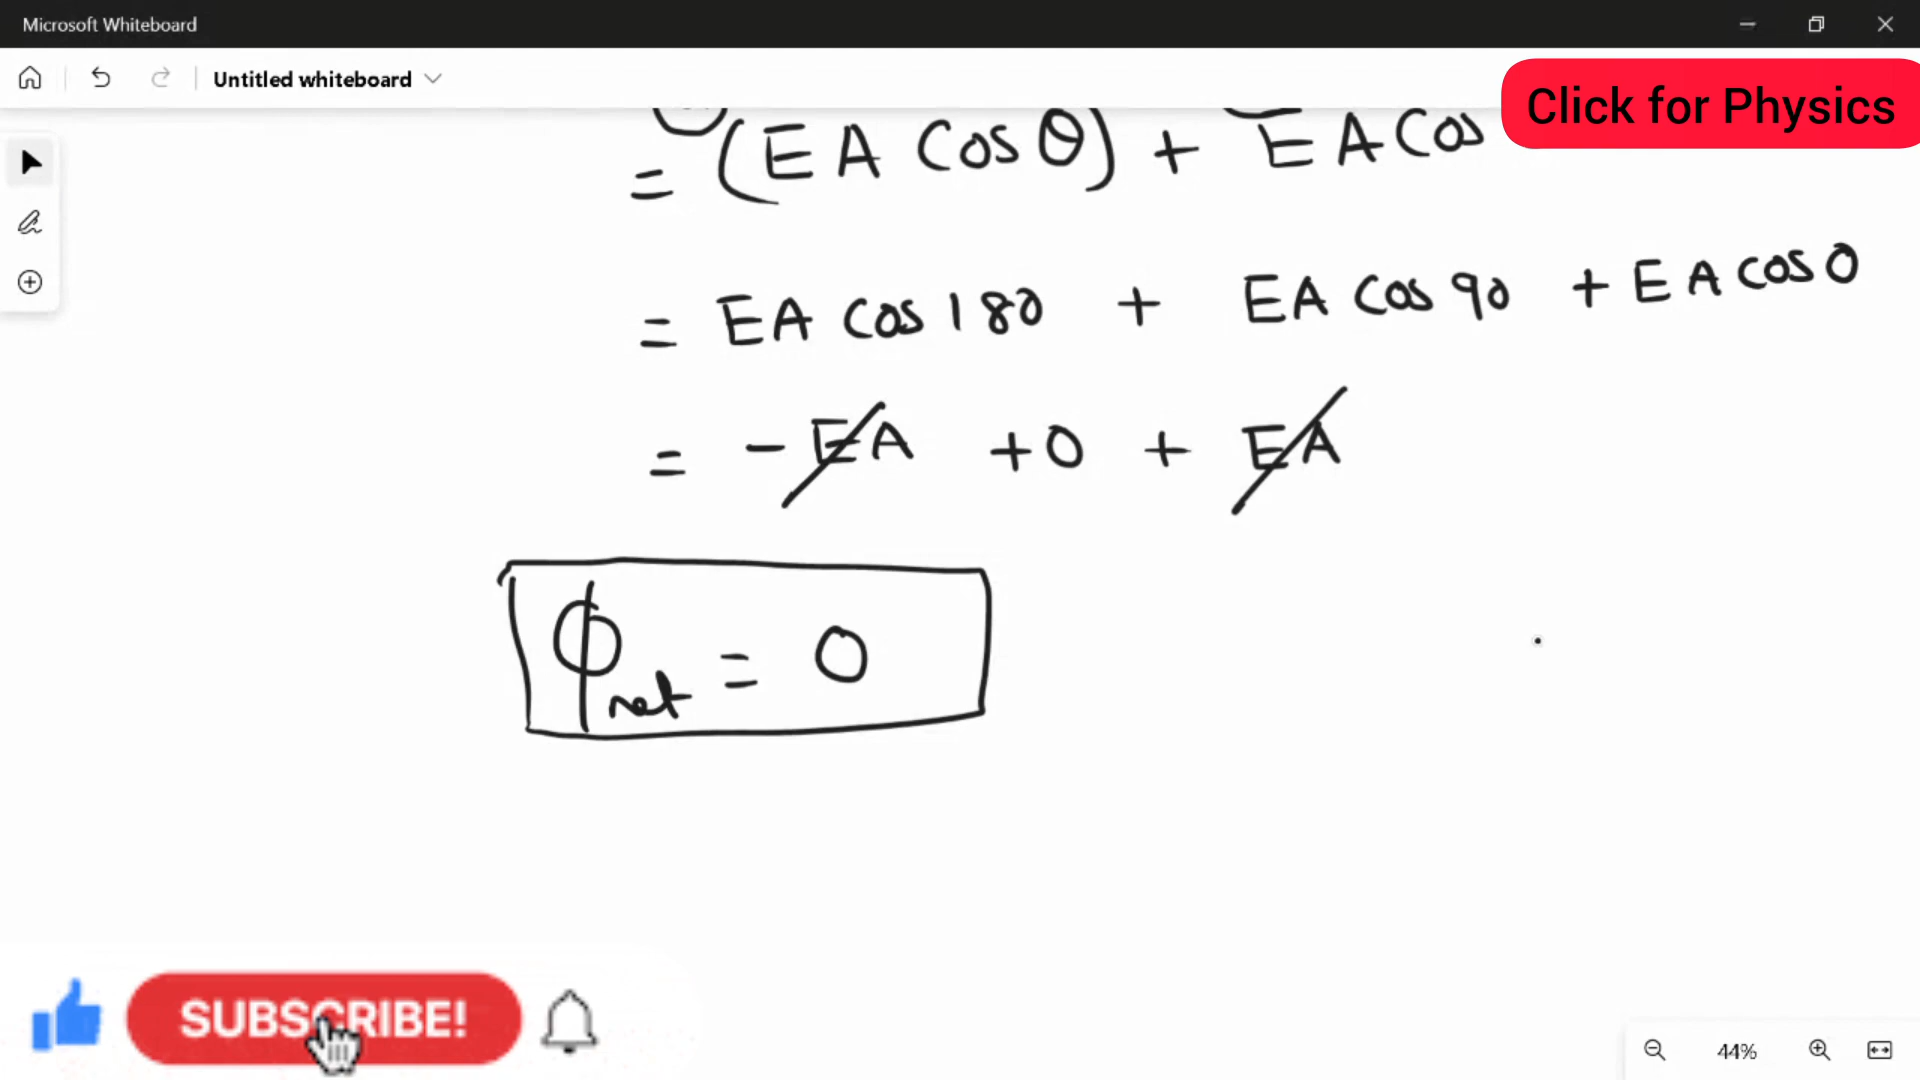 Microsoft Whiteboard
Untitled whiteboard
Click for Physics
= (EA Cosθ) + EA Cos
= EA cos 180 + EA Cos 90 + EA cos 0
= - EA + 0 + EA
ϕnet = 0
SUBSCRIBE!
44%